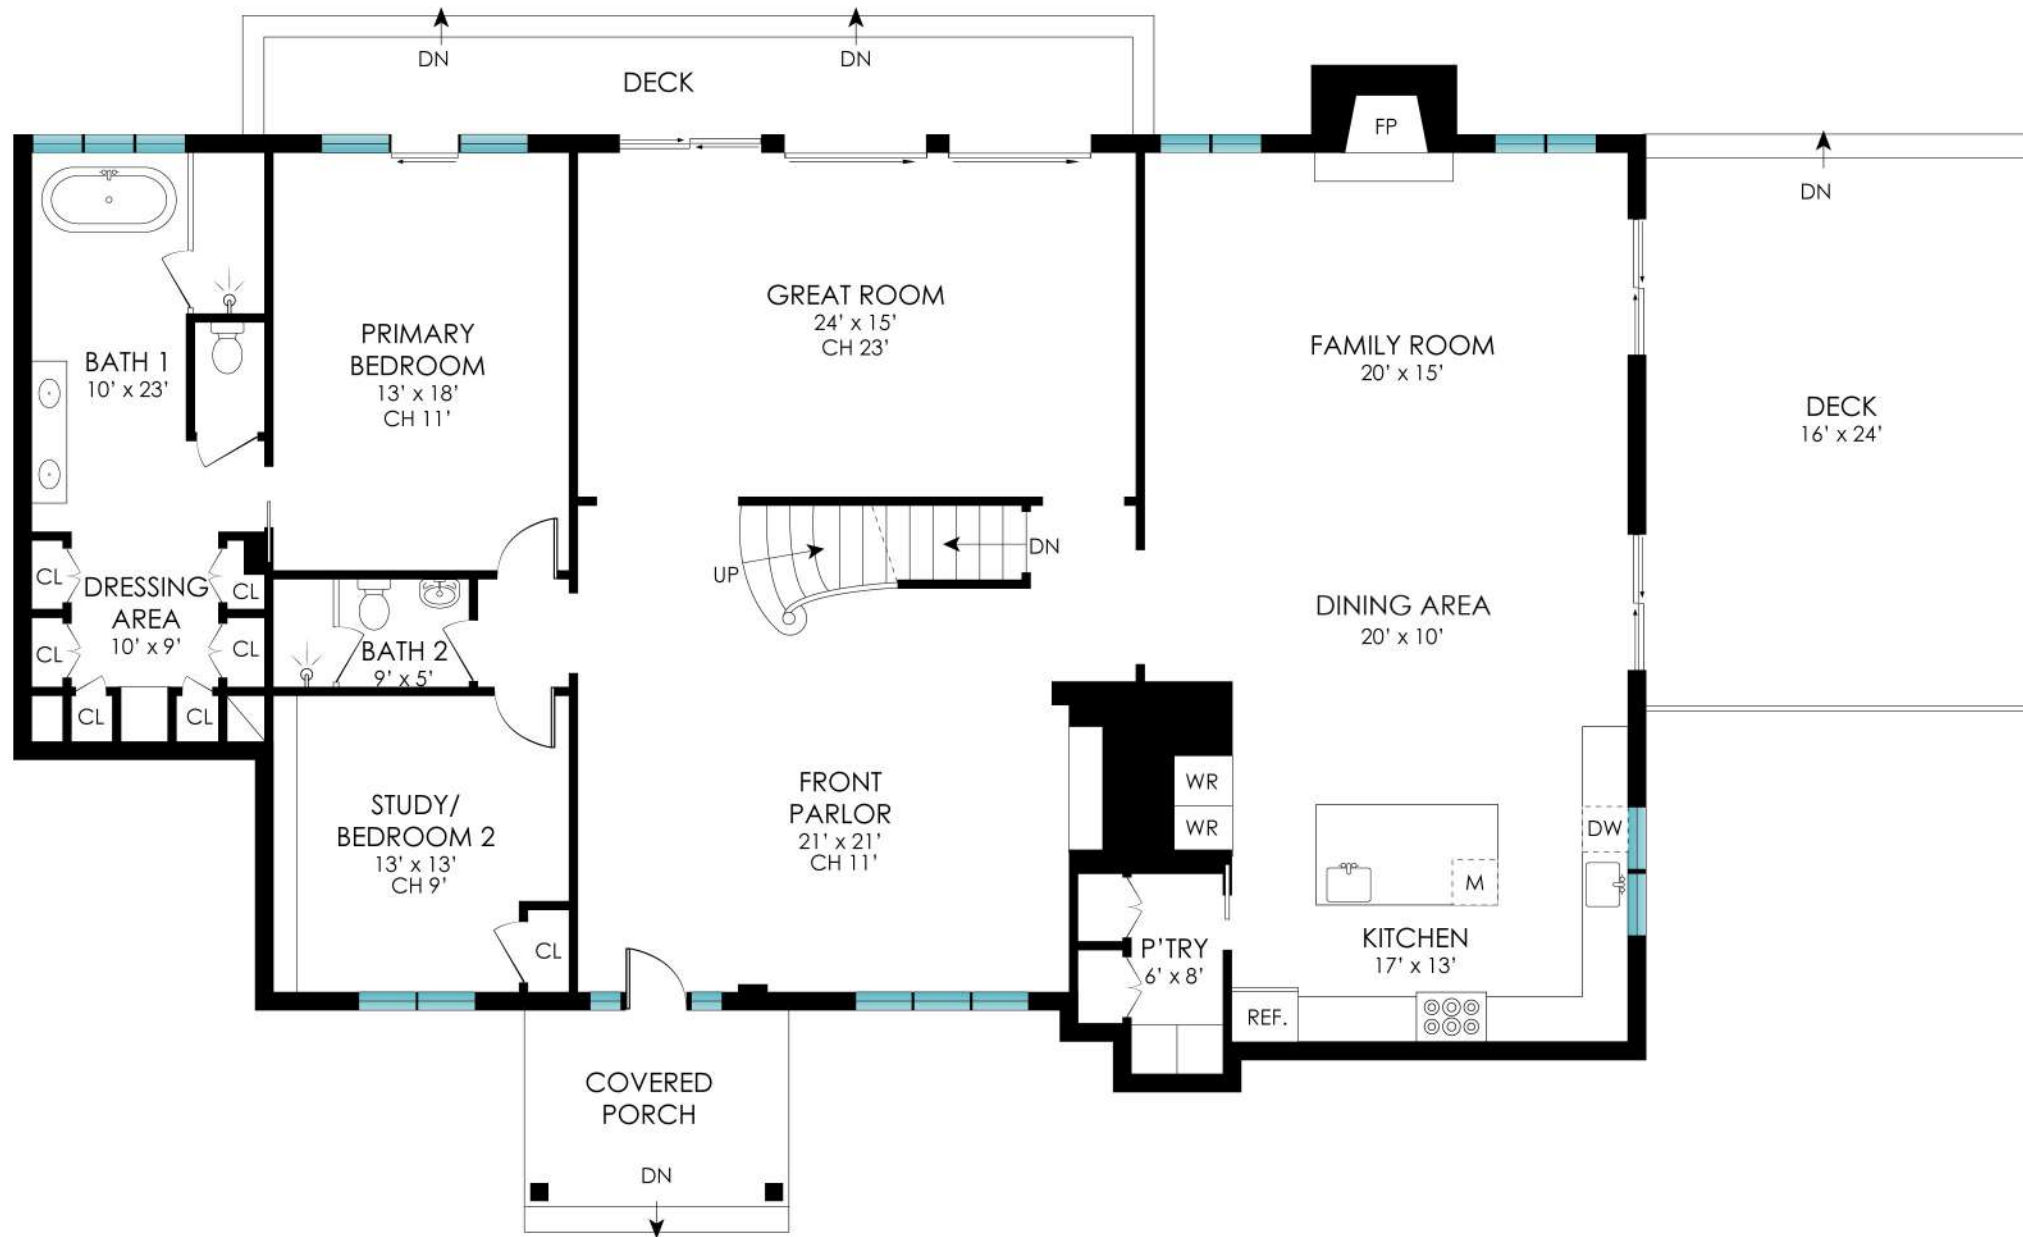 DN
DN
DECK
FP
DN
GREAT ROOM
24' x 15'
CH 23'
PRIMARY
BEDROOM
13' x 18'
CH 11'
BATH 1
10' x 23'
FAMILY ROOM
20' x 15'
DECK
16' x 24'
UP
DN
CL
CL
DRESSING
AREA
10' x 9'
CL
CL
CL
CL
BATH 2
9' x 5'
DINING AREA
20' x 10'
STUDY/
BEDROOM 2
13' x 13'
CH 9'
CL
FRONT
PARLOR
21' x 21'
CH 11'
WR
WR
DW
M
P'TRY
6' x 8'
KITCHEN
17' x 13'
REF.
COVERED
PORCH
DN